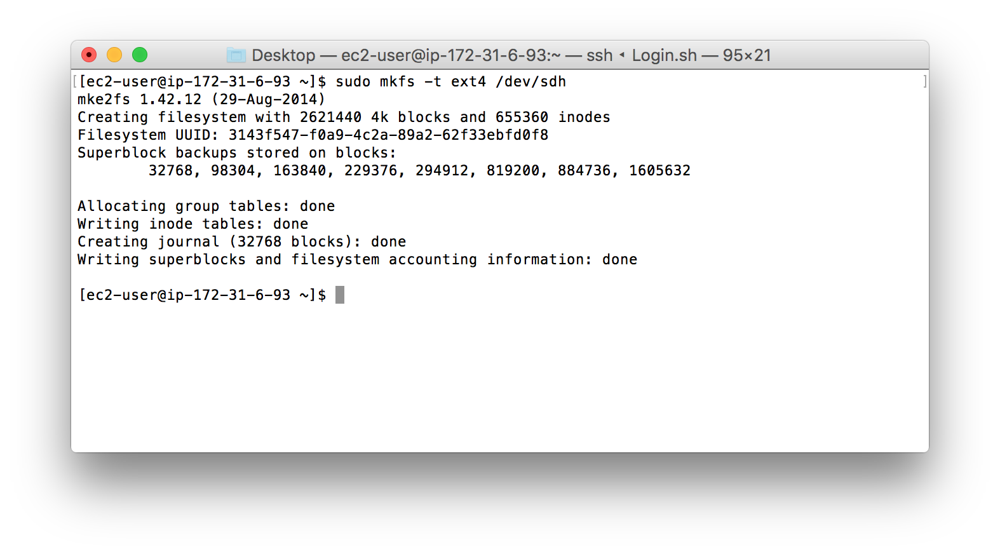 Desktop — ec2-user@ip-172-31-6-93:~ — ssh ◂ Login.sh — 95×21
[[ec2-user@ip-172-31-6-93 ~]$ sudo mkfs -t ext4 /dev/sdh ]
mke2fs 1.42.12 (29-Aug-2014)
Creating filesystem with 2621440 4k blocks and 655360 inodes
Filesystem UUID: 3143f547-f0a9-4c2a-89a2-62f33ebfd0f8
Superblock backups stored on blocks:
32768, 98304, 163840, 229376, 294912, 819200, 884736, 1605632
Allocating group tables: done
Writing inode tables: done
Creating journal (32768 blocks): done
Writing superblocks and filesystem accounting information: done
[ec2-user@ip-172-31-6-93 ~]$